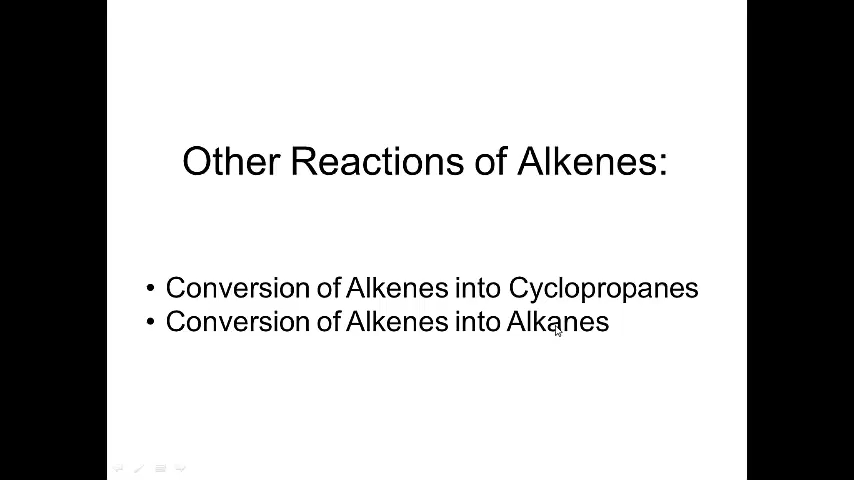 Other Reactions of Alkenes:
• Conversion of Alkenes into Cyclopropanes
• Conversion of Alkenes into Alkanes